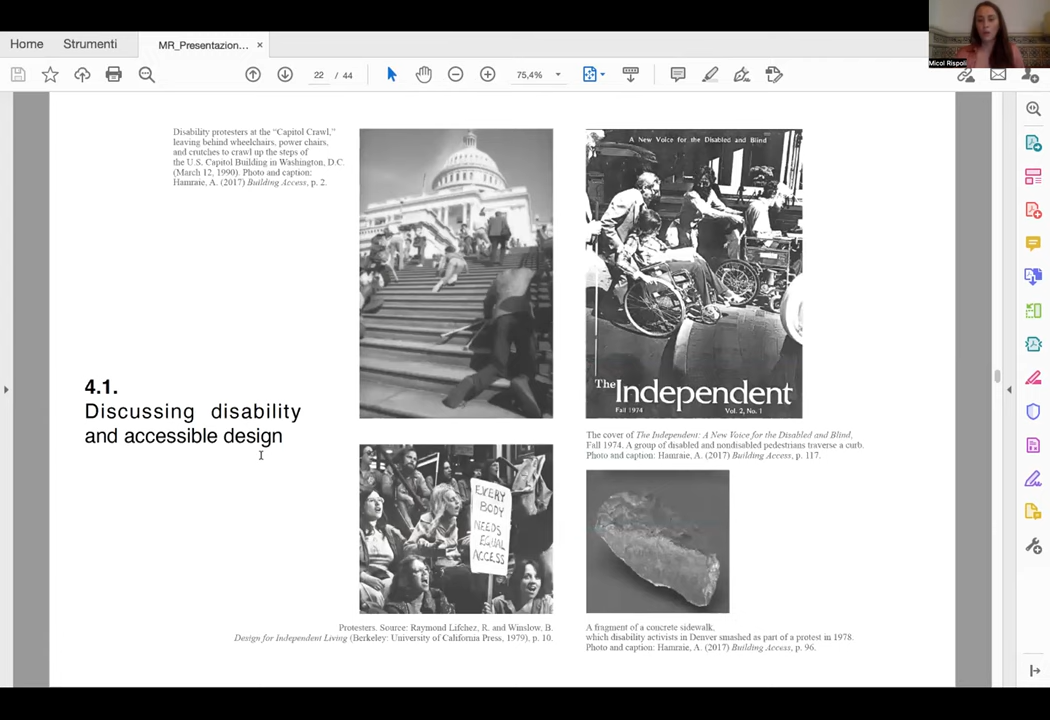 Home
Strumenti
MR_Presentazion...
22 / 44
75,4%
Micol Rispoli
Disability protesters at the “Capitol Crawl,”
leaving behind wheelchairs, power chairs,
and crutches to crawl up the steps of
the U.S. Capitol Building in Washington, D.C.
(March 12, 1990). Photo and caption:
Hamraie, A. (2017) Building Access, p. 2.
A New Voice for the Disabled and Blind
The Independent
Fall 1974
Vol. 2, No. 1
4.1.
Discussing disability
and accessible design
The cover of The Independent: A New Voice for the Disabled and Blind,
Fall 1974. A group of disabled and nondisabled pedestrians traverse a curb.
Photo and caption: Hamraie, A. (2017) Building Access, p. 117.
EVERY
BODY
NEEDS
EQUAL
ACCESS
Protesters. Source: Raymond Lifchez, R. and Winslow, B.
Design for Independent Living (Berkeley: University of California Press, 1979), p. 10.
A fragment of a concrete sidewalk,
which disability activists in Denver smashed as part of a protest in 1978.
Photo and caption: Hamraie, A. (2017) Building Access, p. 96.